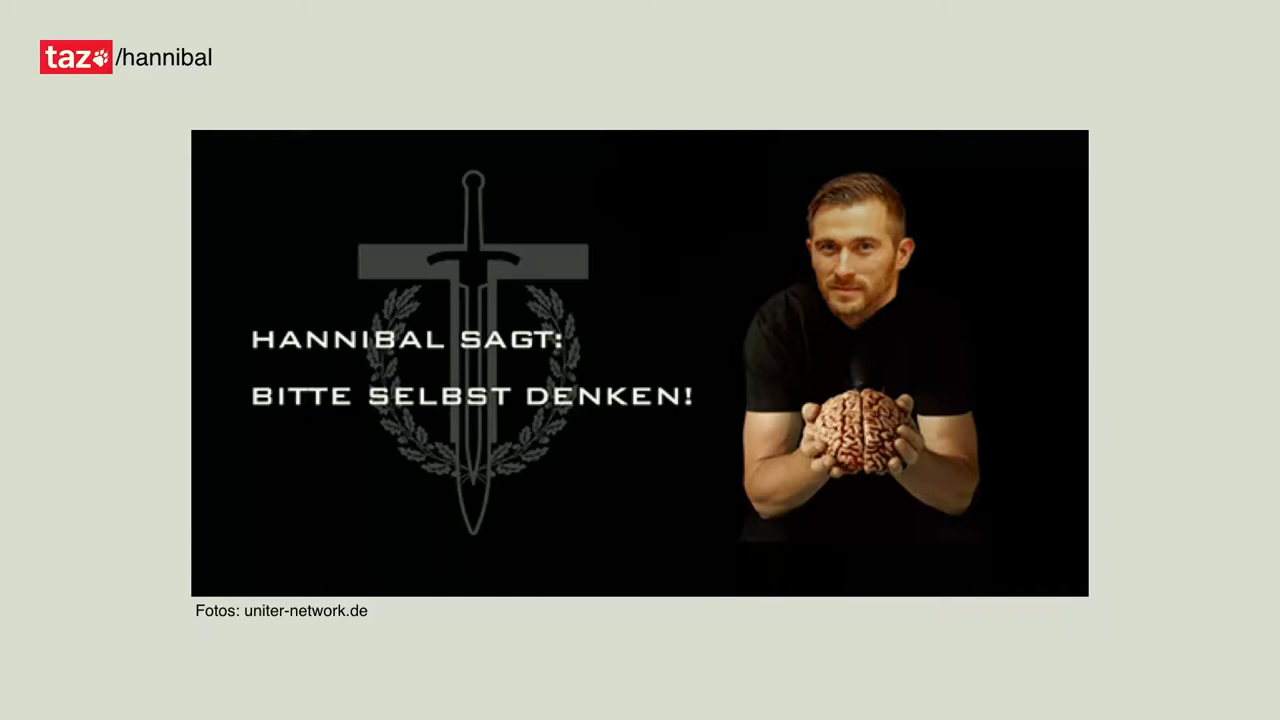 taz /hannibal
HANNIBAL SAGT:
BITTE SELBST DENKEN!
Fotos: uniter-network.de